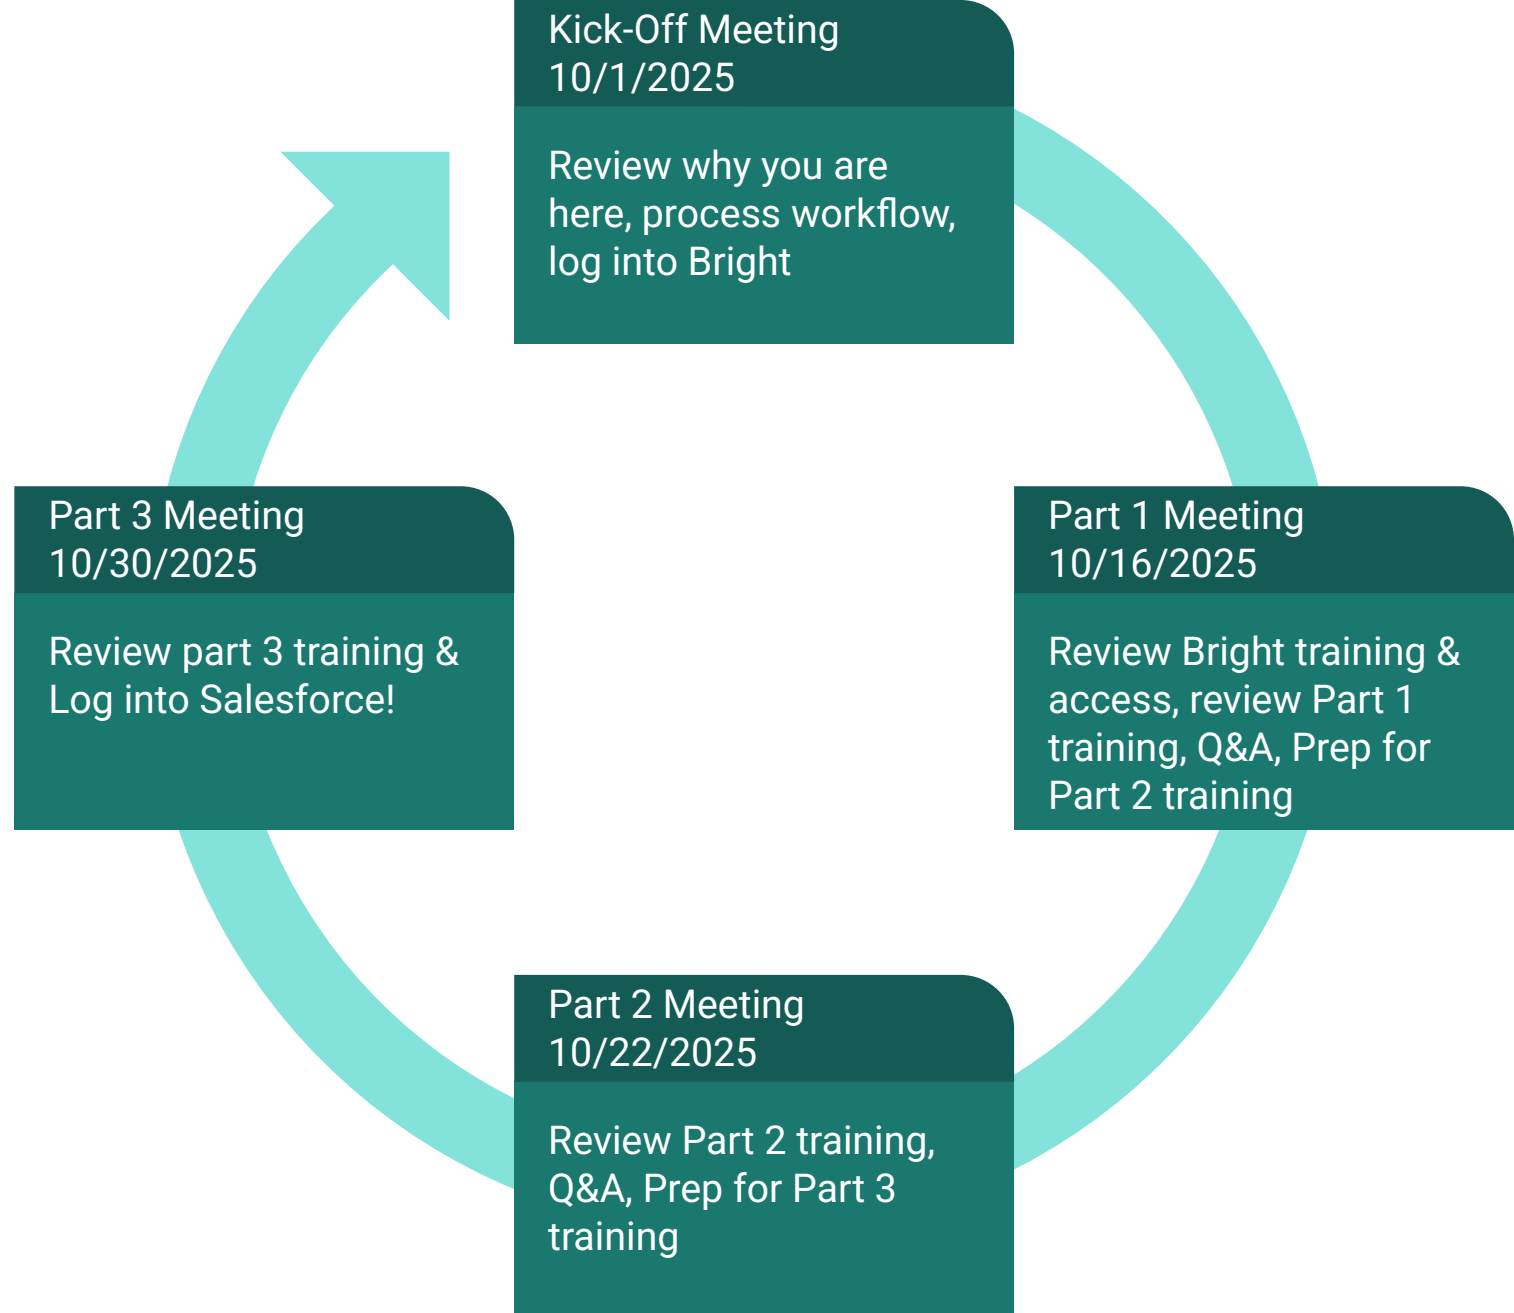 Kick-Off Meeting
10/1/2025
Review why you are
here, process workflow,
log into Bright
Part 1 Meeting
10/16/2025
Review Bright training &
access, review Part 1
training, Q&A, Prep for
Part 2 training
Part 2 Meeting
10/22/2025
Review Part 2 training,
Q&A, Prep for Part 3
training
Part 3 Meeting
10/30/2025
Review part 3 training &
Log into Salesforce!